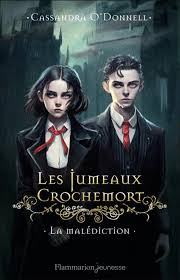 Cassandra O'Donnell
Les Jumeaux
Crochemort
La malédiction
Flammarion jeunesse